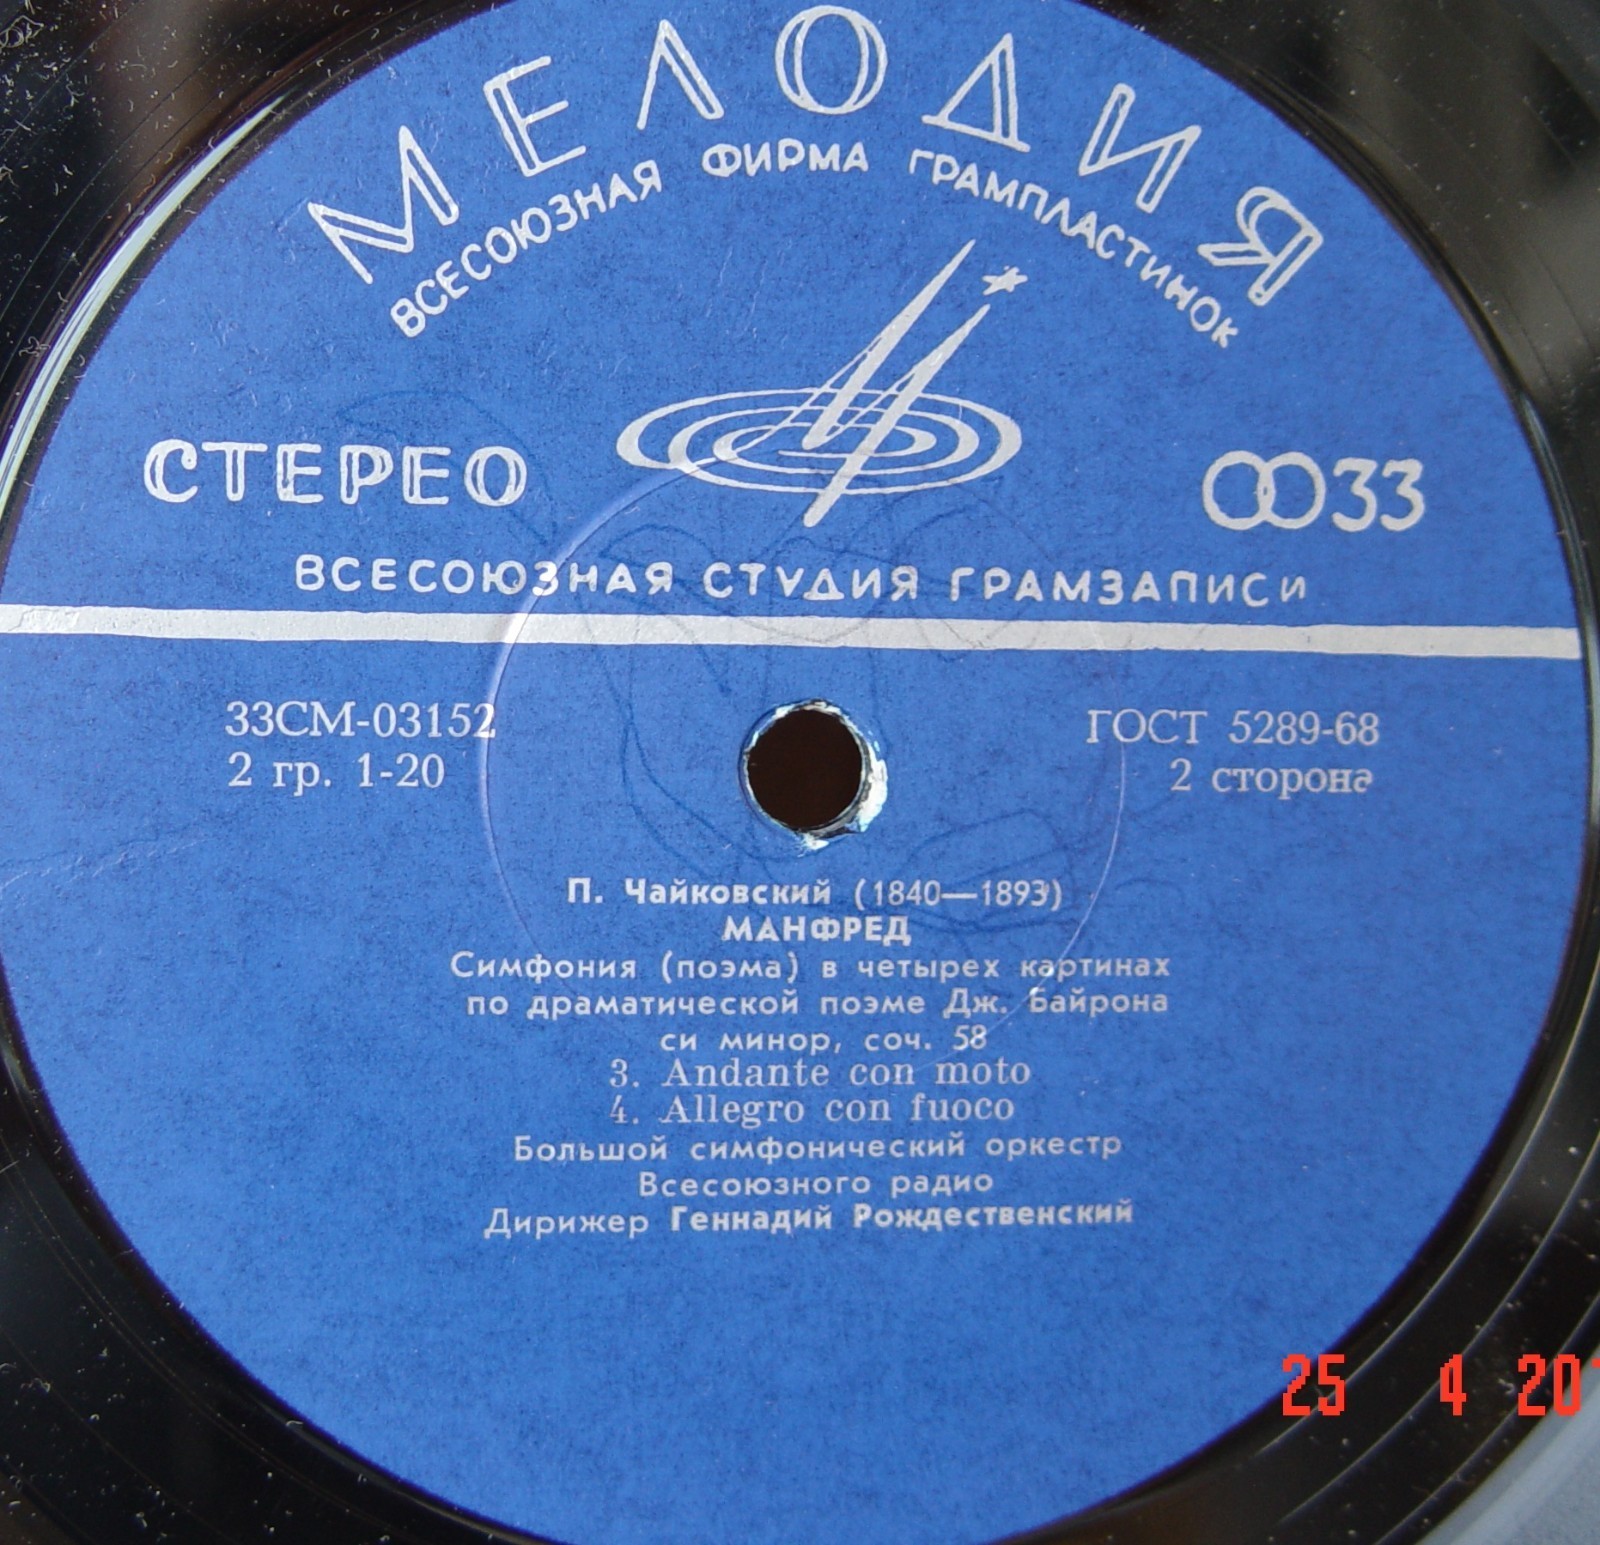 МЕЛОДИЯ
ВСЕСОЮЗНАЯ ФИРМА ГРАМПЛАСТИНОК
СТЕРЕО
33
ВСЕСОЮЗНАЯ СТУДИЯ ГРАМЗАПИСИ
33СМ-03152
ГОСТ 5289-68
2 гр. 1-20
2 сторона
П. Чайковский (1840—1893)
МАНФРЕД
Симфония (поэма) в четырех картинах
по драматической поэме Дж. Байрона
си минор, соч. 58
3. Andante con moto
4. Allegro con fuoco
Большой симфонический оркестр
Всесоюзного радио
Дирижер Геннадий Рождественский
25 4 20